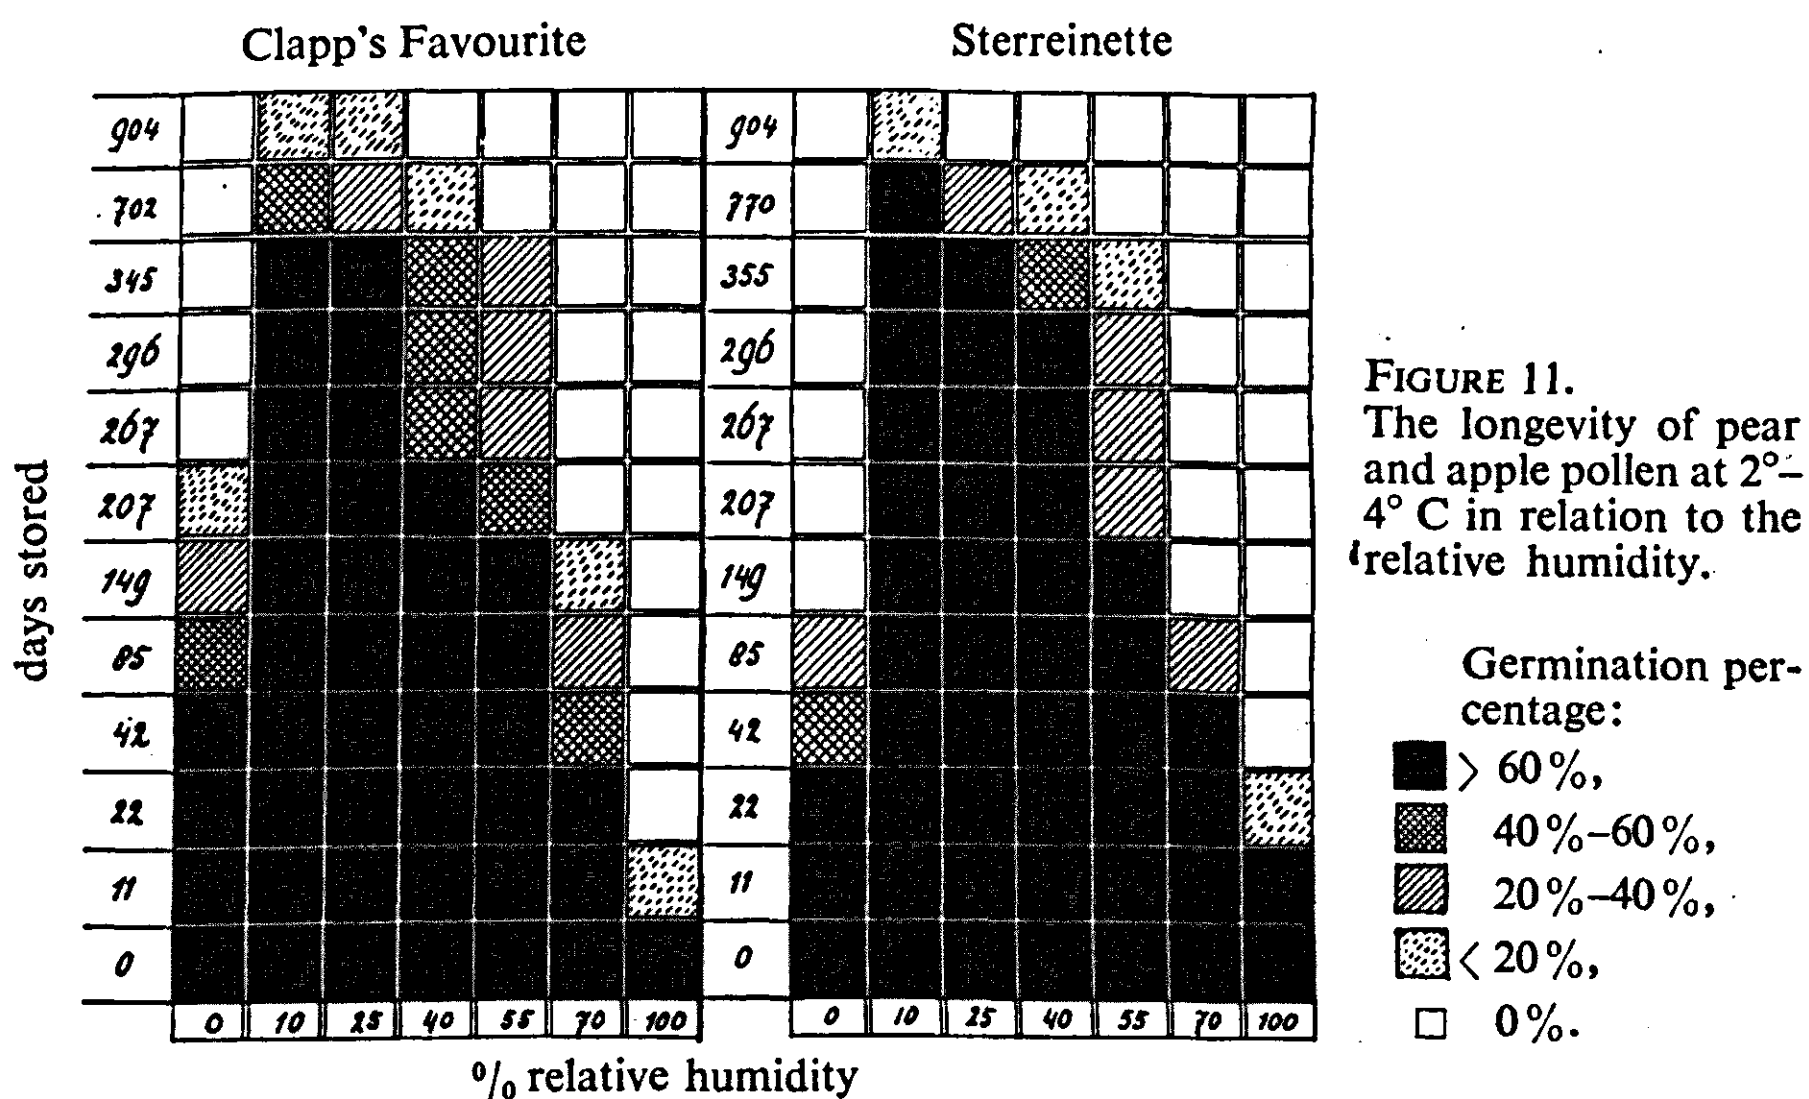 Clapp's Favourite Sterreinette
904 904
702 770
345 355
296 296
267 267
207 207
149 149
85 85
42 42
22 22
11 11
0 0
0 10 25 40 55 70 100 0 10 25 40 55 70 100
% relative humidity
days stored
FIGURE 11.
The longevity of pear
and apple pollen at 2°–
4° C in relation to the
relative humidity.
Germination per-
centage:
> 60%,
40%–60%,
20%–40%,
< 20%,
0%.